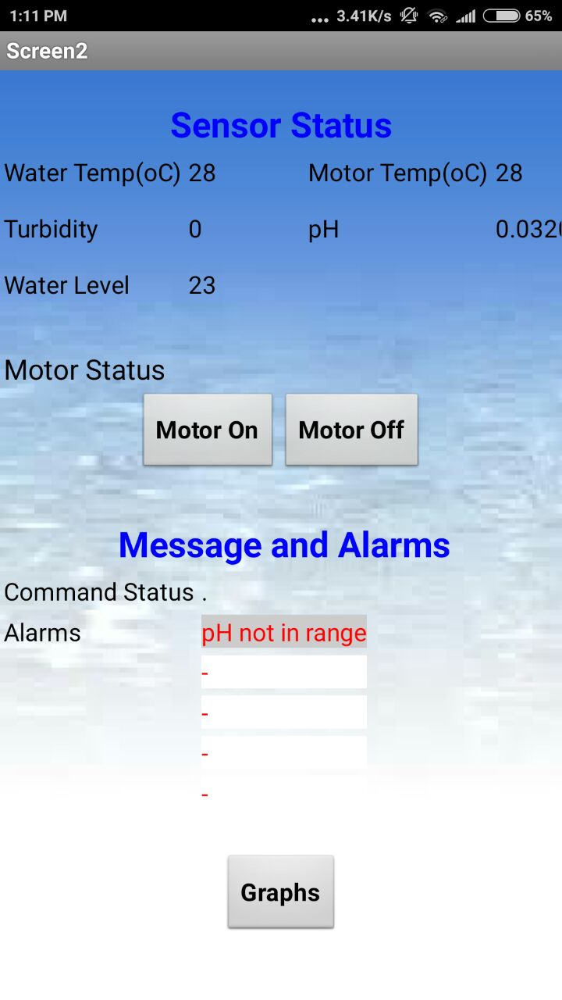 1:11 PM ... 3.41K/s 65%
Screen2
Sensor Status
Water Temp(oC) 28 Motor Temp(oC) 28
Turbidity 0 pH 0.032
Water Level 23
Motor Status
Motor On Motor Off
Message and Alarms
Command Status .
Alarms pH not in range
-
-
-
-
Graphs